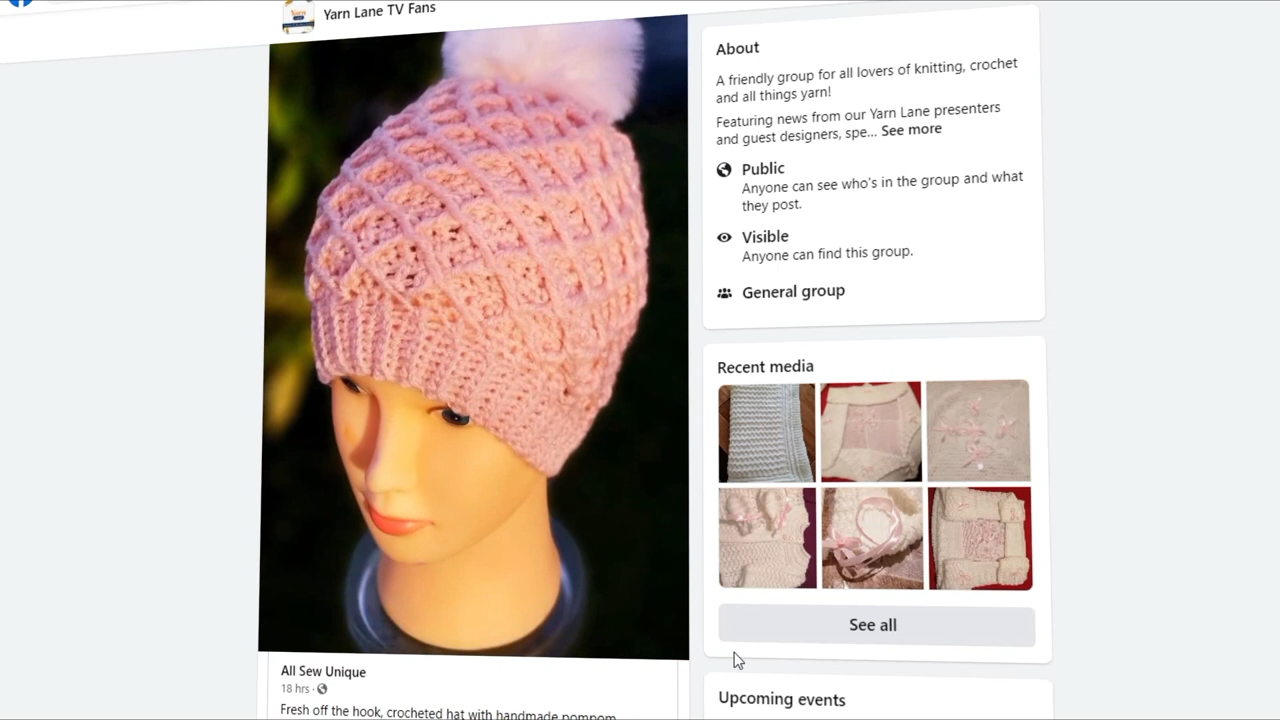 Yarn Lane TV Fans
All Sew Unique
18 hrs ·
Fresh off the hook, crocheted hat with handmade pompom
About
A friendly group for all lovers of knitting, crochet
and all things yarn!
Featuring news from our Yarn Lane presenters
and guest designers, spe... See more
Public
Anyone can see who's in the group and what
they post.
Visible
Anyone can find this group.
General group
Recent media
See all
Upcoming events